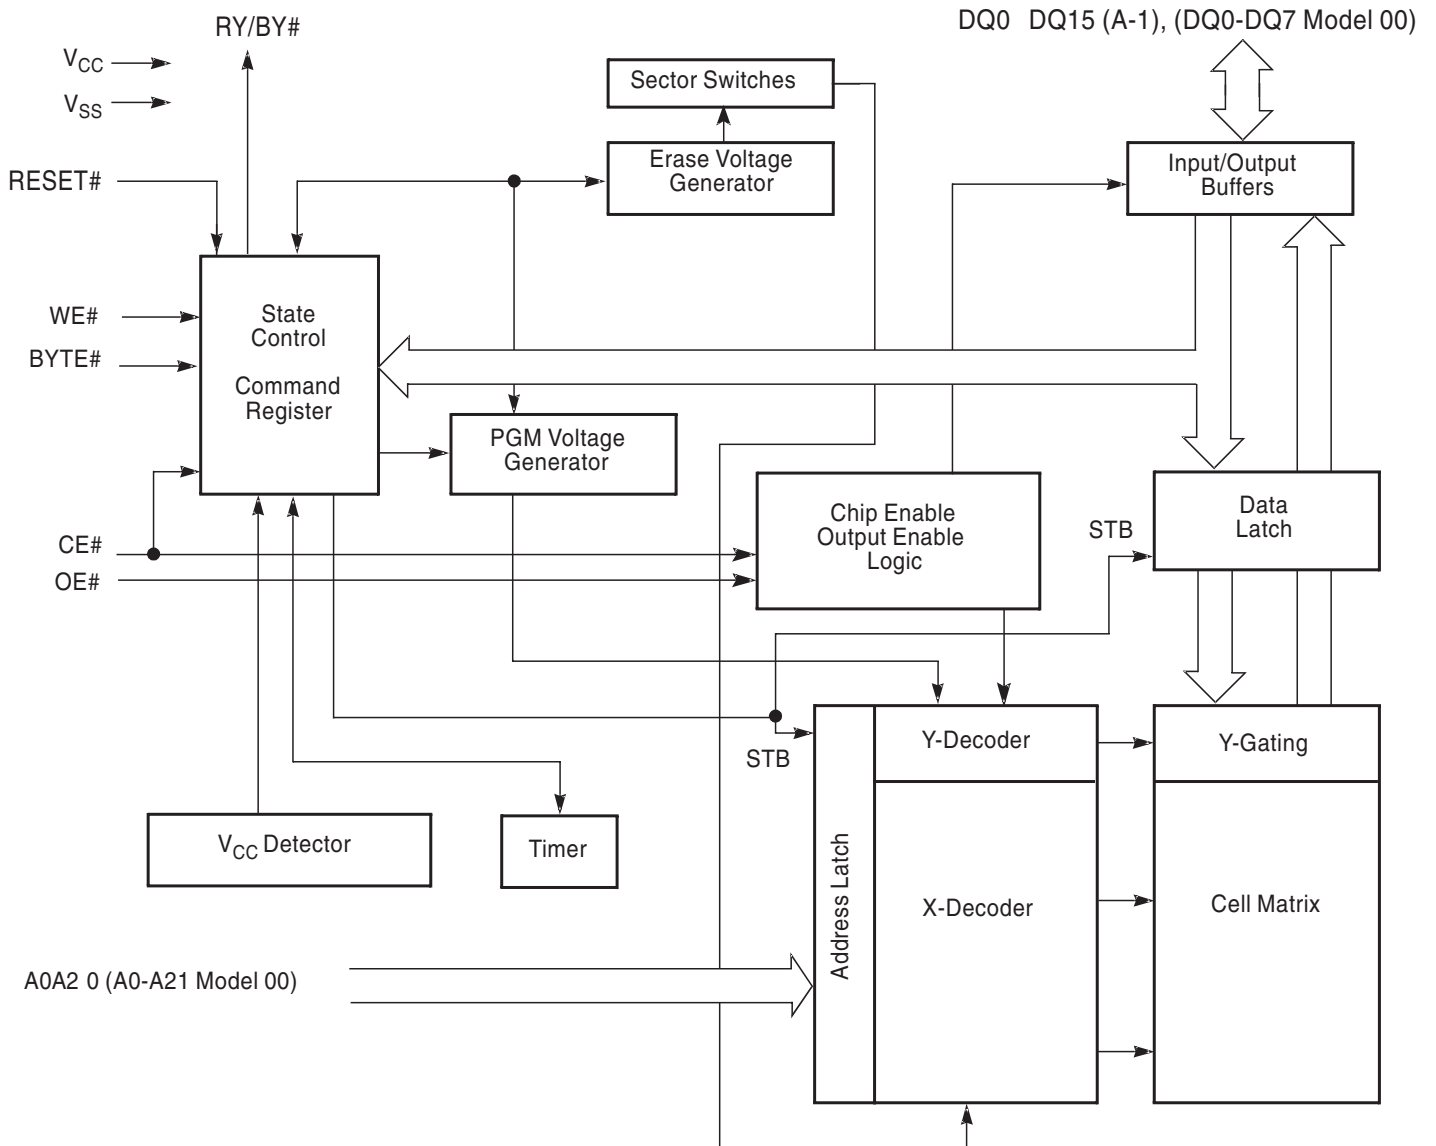 RY/BY#
DQ0 DQ15 (A-1), (DQ0-DQ7 Model 00)
VCC
VSS
Sector Switches
Erase Voltage
Generator
Input/Output
Buffers
RESET#
WE#
BYTE#
State
Control
Command
Register
PGM Voltage
Generator
Chip Enable
Output Enable
Logic
STB
Data
Latch
CE#
OE#
STB
Y-Decoder
Y-Gating
VCC Detector
Timer
Address Latch
X-Decoder
Cell Matrix
A0A2 0 (A0-A21 Model 00)